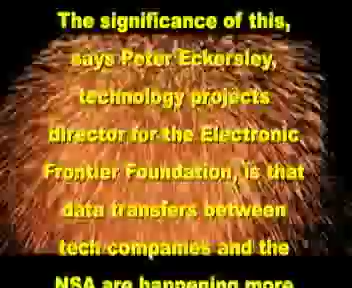 The significance of this,
says Peter Eckersley,
technology projects
director for the Electronic
Frontier Foundation, is that
data transfers between
tech companies and the
NSA are happening more